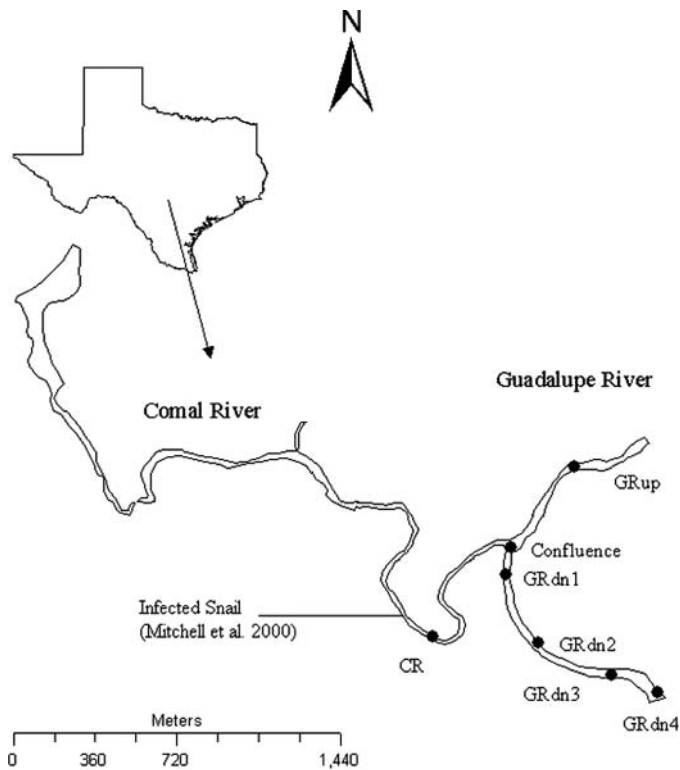 N
Guadalupe River
Comal River
GRup
Confluence
GRdn1
Infected Snail
(Mitchell et al. 2000)
GRdn2
CR
GRdn3
GRdn4
Meters
0 360 720 1,440